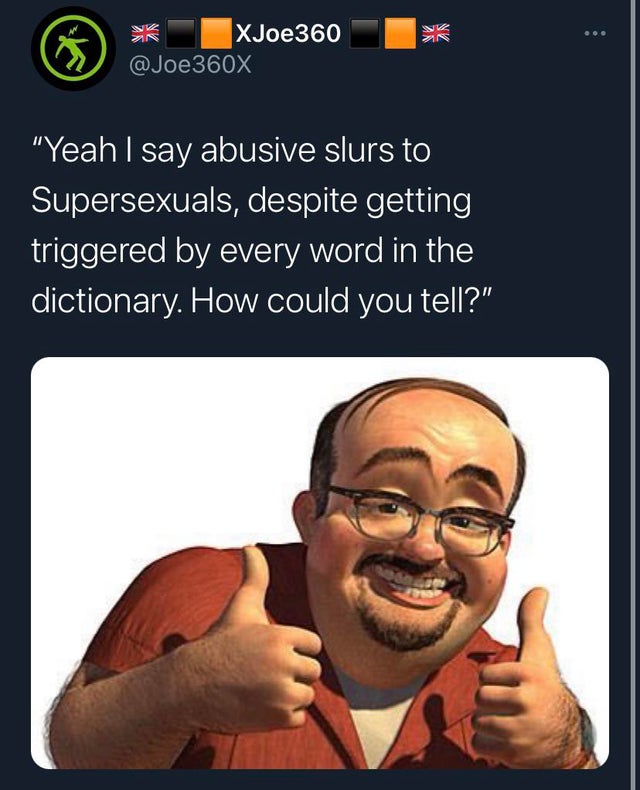 🇬🇧⬛🟧XJoe360⬛🟧🇬🇧
@Joe360X
“Yeah I say abusive slurs to
Supersexuals, despite getting
triggered by every word in the
dictionary. How could you tell?”